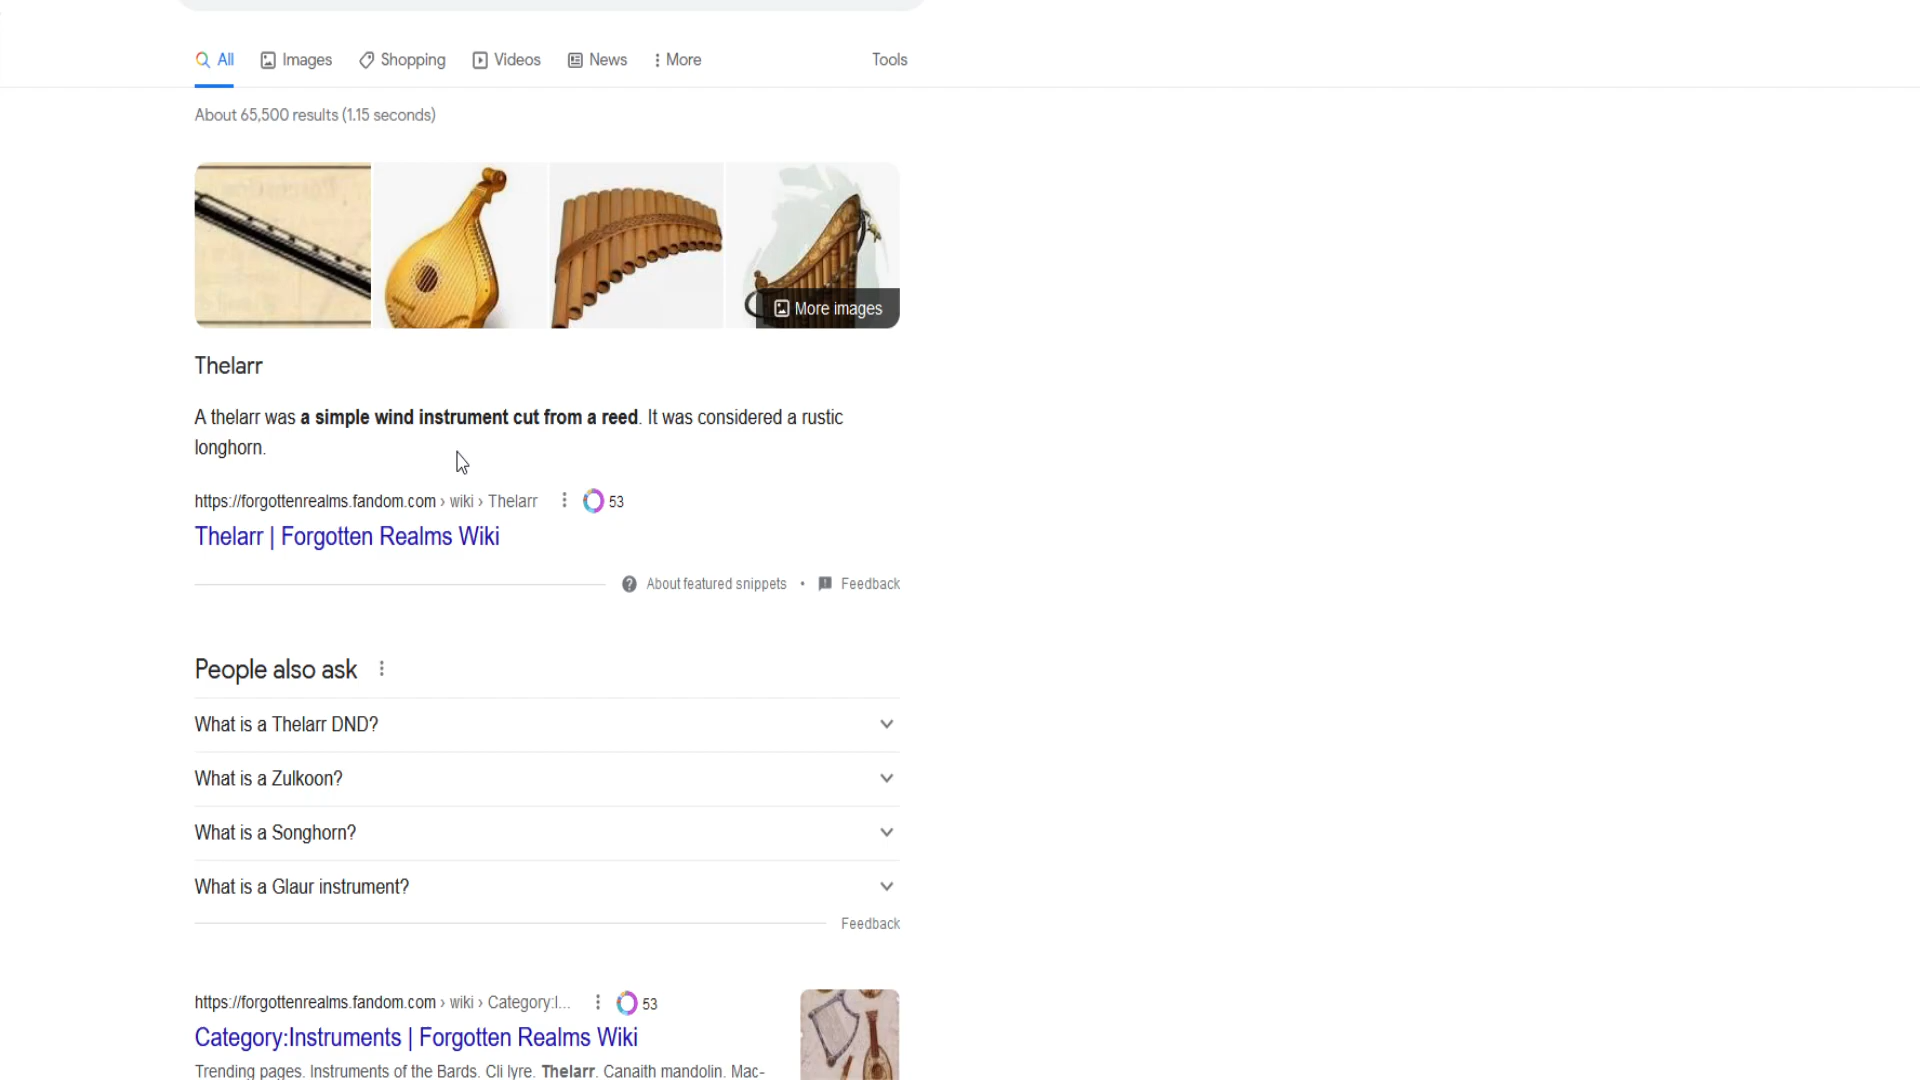 All Images Shopping Videos News More Tools
About 65,500 results (1.15 seconds)
More images
Thelarr
A thelarr was a simple wind instrument cut from a reed. It was considered a rustic
longhorn.
https://forgottenrealms.fandom.com › wiki › Thelarr 53
Thelarr | Forgotten Realms Wiki
About featured snippets • Feedback
People also ask
What is a Thelarr DND?
What is a Zulkoon?
What is a Songhorn?
What is a Glaur instrument?
Feedback
https://forgottenrealms.fandom.com › wiki › Category:I... 53
Category:Instruments | Forgotten Realms Wiki
Trending pages. Instruments of the Bards. Cli lyre. Thelarr. Canaith mandolin. Mac-